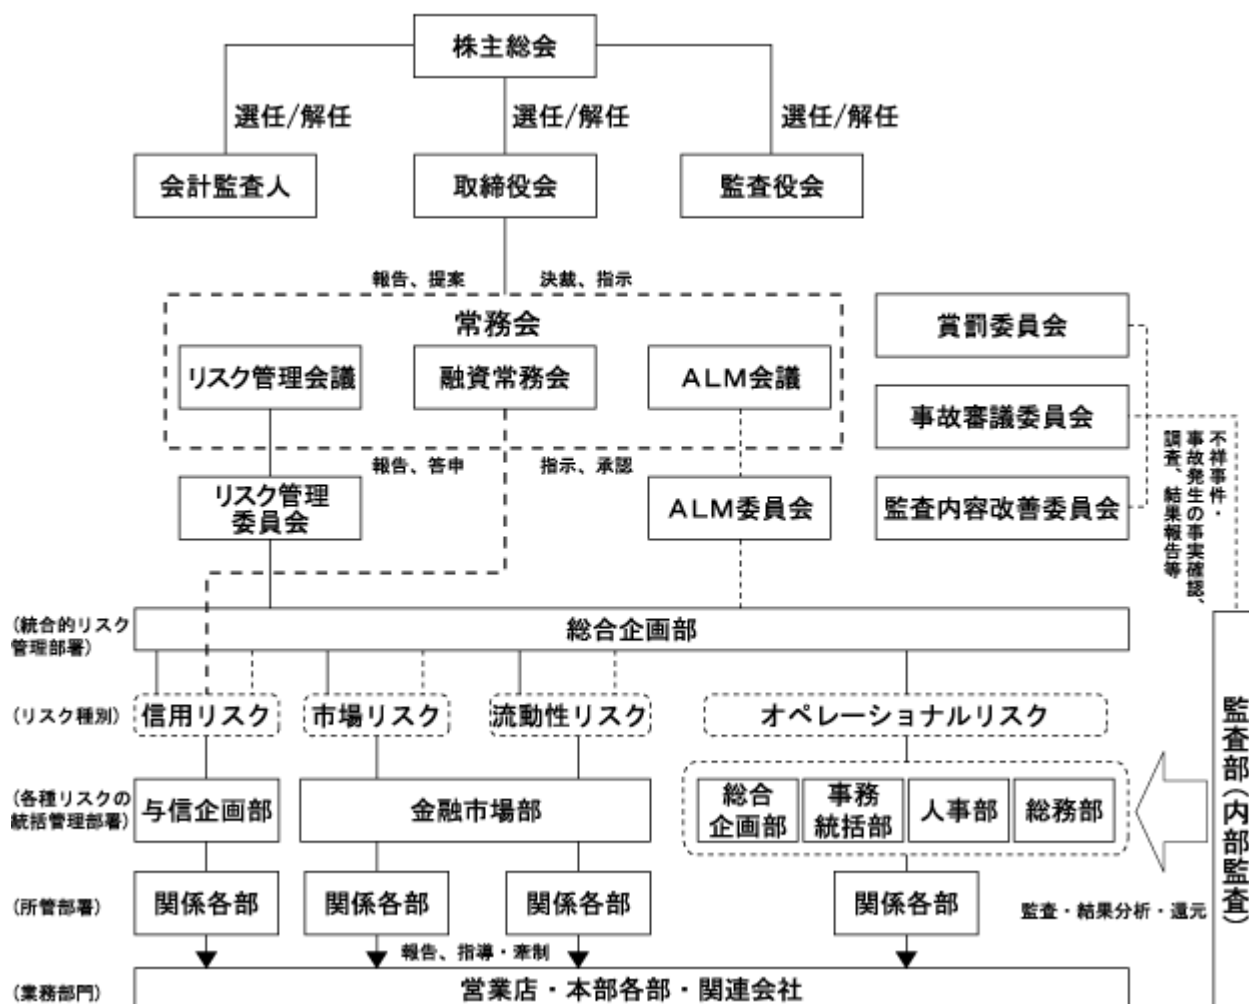 株主総会
選任/解任
選任/解任
選任/解任
会計監査人
取締役会
監査役会
報告、提案
決裁、指示
常務会
リスク管理会議
融資常務会
ALM会議
賞罰委員会
事故審議委員会
監査内容改善委員会
不祥事件・
事故発生の事実確認、
調査、結果報告等
報告、答申
指示、承認
リスク管理
委員会
ALM委員会
(統合的リスク
管理部署)
総合企画部
(リスク種別)
信用リスク
市場リスク
流動性リスク
オペレーショナルリスク
(各種リスクの
統括管理部署)
与信企画部
金融市場部
総合
企画部
事務
統括部
人事部
総務部
監査部(内部監査)
(所管部署)
関係各部
関係各部
関係各部
関係各部
監査・結果分析・還元
報告、指導・牽制
(業務部門)
営業店・本部各部・関連会社